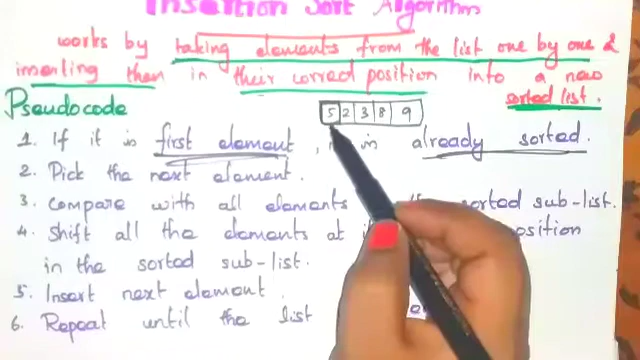 Insertion Sort Algorithm
works by taking elements from the list one by one &
inserting them in their correct position into a new
sorted list.
Pseudocode
5 2 3 8 9
1. If it is first element, is already sorted.
2. Pick the next element.
3. Compare with all elements sorted sub-list.
4. Shift all the elements at position
in the sorted sub-list.
5. Insert next element.
6. Repeat until the list